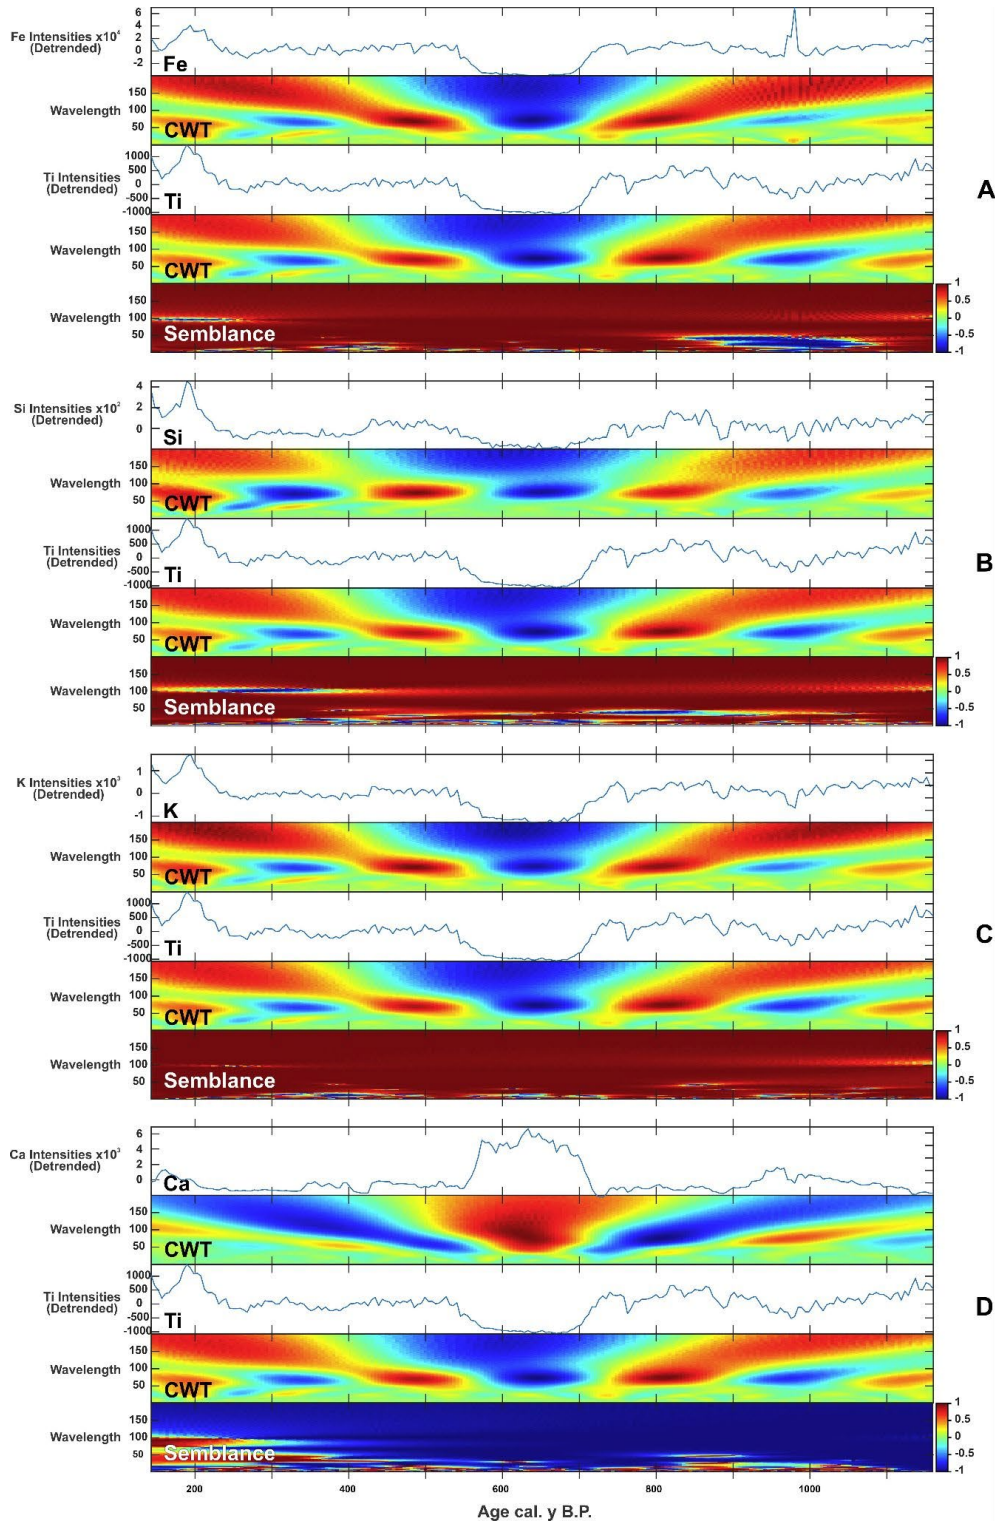 6
4
2
0
-2
Fe Intensities x10⁴
(Detrended)
Fe
150
100
50
Wavelength
CWT
1000
500
0
-500
-1000
Ti Intensities
(Detrended)
Ti
A
150
100
50
Wavelength
CWT
150
100
50
Wavelength
Semblance
1
0.5
0
-0.5
-1
4
2
0
Si Intensities x10²
(Detrended)
Si
150
100
50
Wavelength
CWT
1000
500
0
-500
-1000
Ti Intensities
(Detrended)
Ti
B
150
100
50
Wavelength
CWT
150
100
50
Wavelength
Semblance
1
0.5
0
-0.5
-1
1
0
-1
K Intensities x10³
(Detrended)
K
150
100
50
Wavelength
CWT
1000
500
0
-500
-1000
Ti Intensities
(Detrended)
Ti
C
150
100
50
Wavelength
CWT
150
100
50
Wavelength
Semblance
1
0.5
0
-0.5
-1
6
4
2
0
Ca Intensities x10³
(Detrended)
Ca
150
100
50
Wavelength
CWT
1000
500
0
-500
-1000
Ti Intensities
(Detrended)
Ti
D
150
100
50
Wavelength
CWT
150
100
50
Wavelength
Semblance
1
0.5
0
-0.5
-1
200 400 600 800 1000
Age cal. y B.P.